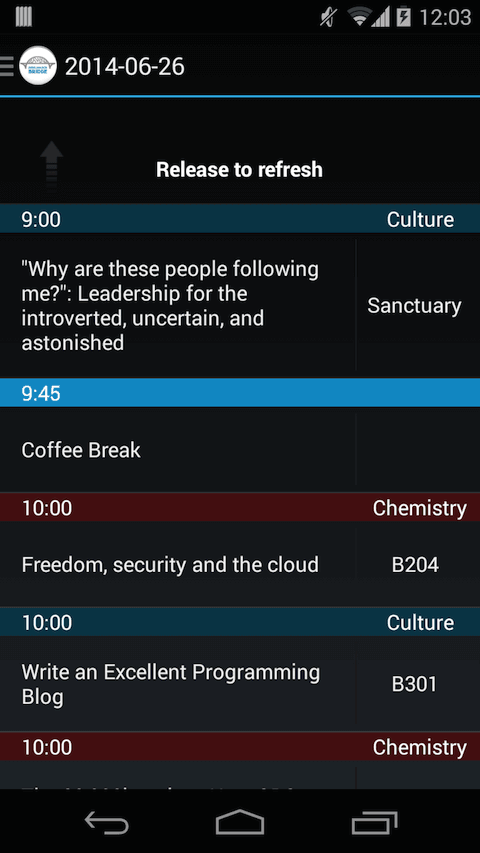 12:03
2014-06-26
Release to refresh
9:00 Culture
"Why are these people following
me?": Leadership for the
introverted, uncertain, and
astonished
Sanctuary
9:45
Coffee Break
10:00 Chemistry
Freedom, security and the cloud
B204
10:00 Culture
Write an Excellent Programming
Blog
B301
10:00 Chemistry